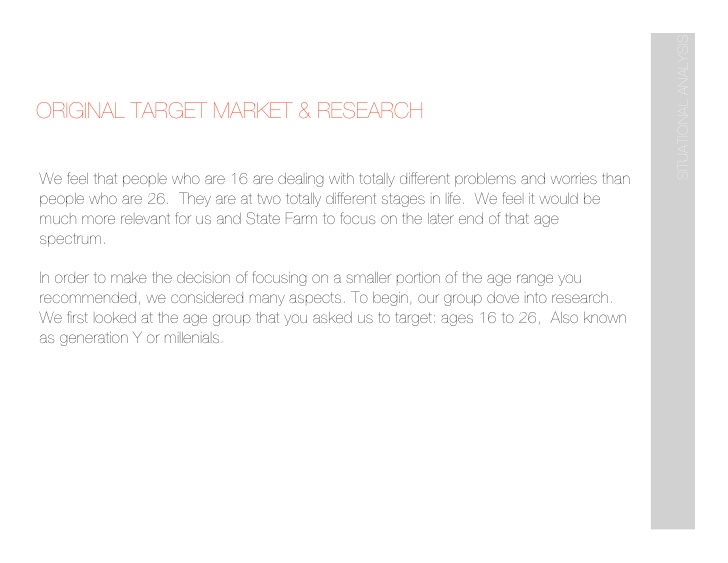 ORIGINAL TARGET MARKET & RESEARCH
We feel that people who are 16 are dealing with totally different problems and worries than
people who are 26.  They are at two totally different stages in life.  We feel it would be
much more relevant for us and State Farm to focus on the later end of that age
spectrum.
In order to make the decision of focusing on a smaller portion of the age range you
recommended, we considered many aspects. To begin, our group dove into research.
We first looked at the age group that you asked us to target: ages 16 to 26,  Also known
as generation Y or millenials.
SITUATIONAL ANALYSIS